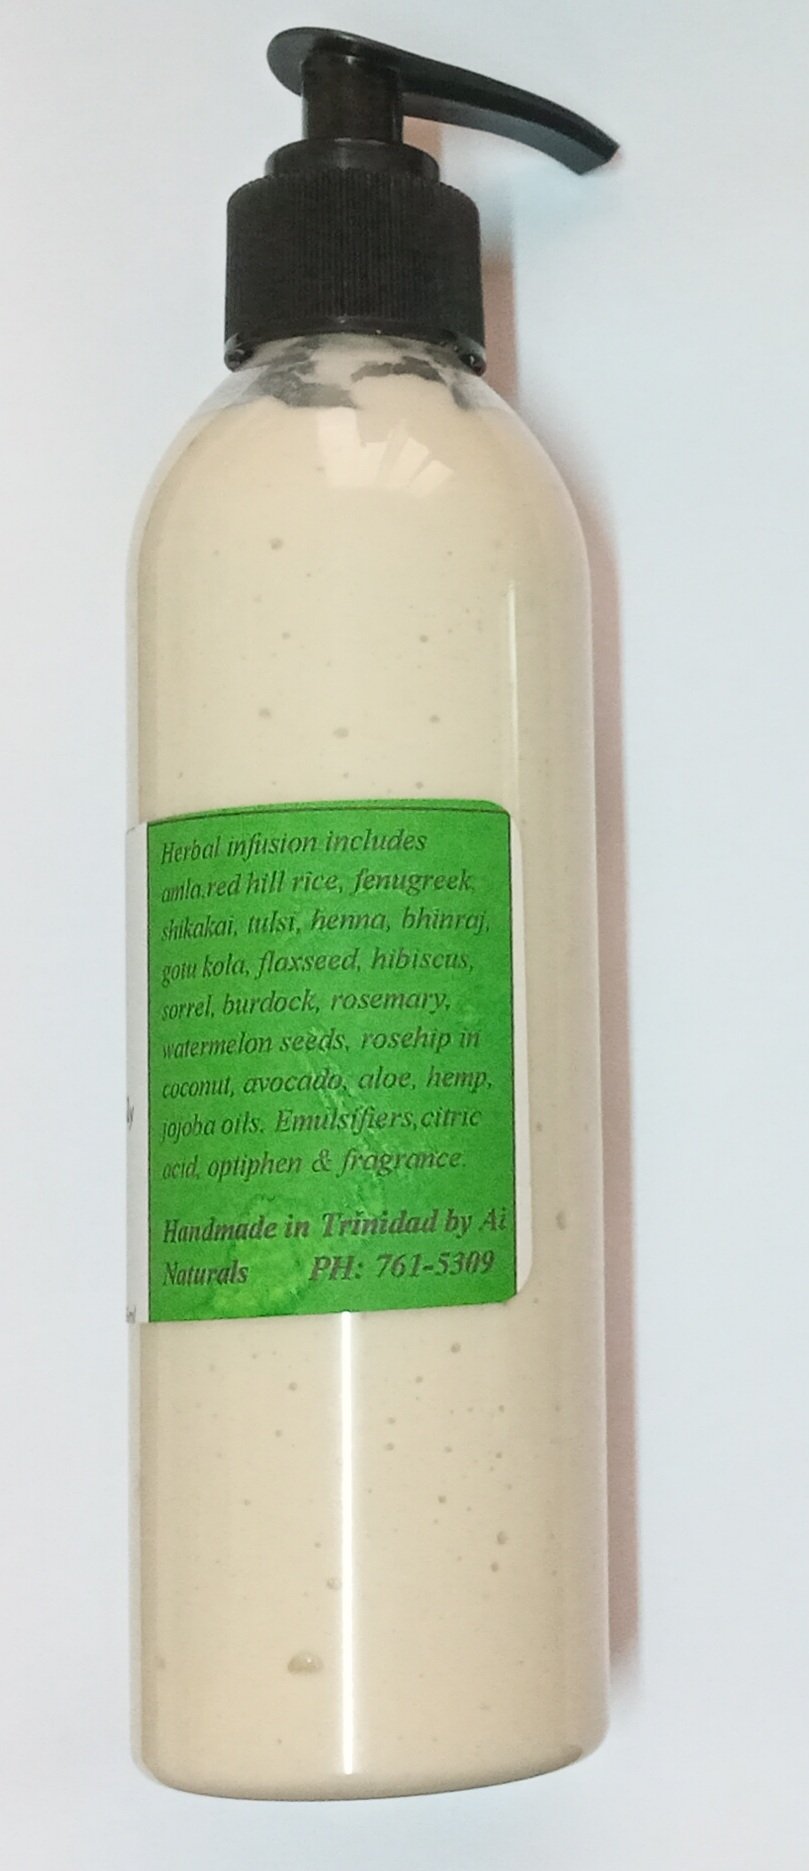 Herbal infusion includes
amla.red hill rice, fenugreek,
shikakai, tulsi, henna, bhinraj,
gotu kola, flaxseed, hibiscus,
sorrel, burdock, rosemary,
watermelon seeds, rosehip in
coconut, avocado, aloe, hemp,
jojoba oils. Emulsifiers,citric
acid, optiphen & fragrance.
Handmade in Trinidad by Ai
Naturals PH: 761-5309